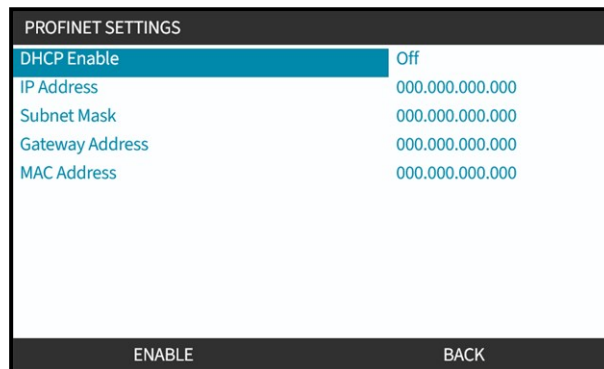 PROFINET SETTINGS
DHCP Enable Off
IP Address 000.000.000.000
Subnet Mask 000.000.000.000
Gateway Address 000.000.000.000
MAC Address 000.000.000.000
ENABLE BACK